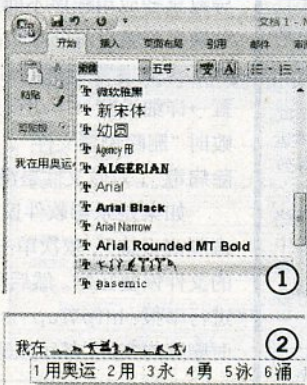 文档 1 -
开始 插入 页面布局 引用 邮件
五号
粘贴
剪贴板
微软雅黑
新宋体
幼圆
Agency FB
ALGERIAN
Arial
Arial Black
Arial Narrow
Arial Rounded MT Bold
basemic
我在用奥运
①
我在
②
1用奥运 2用 3永 4勇 5泳 6涌